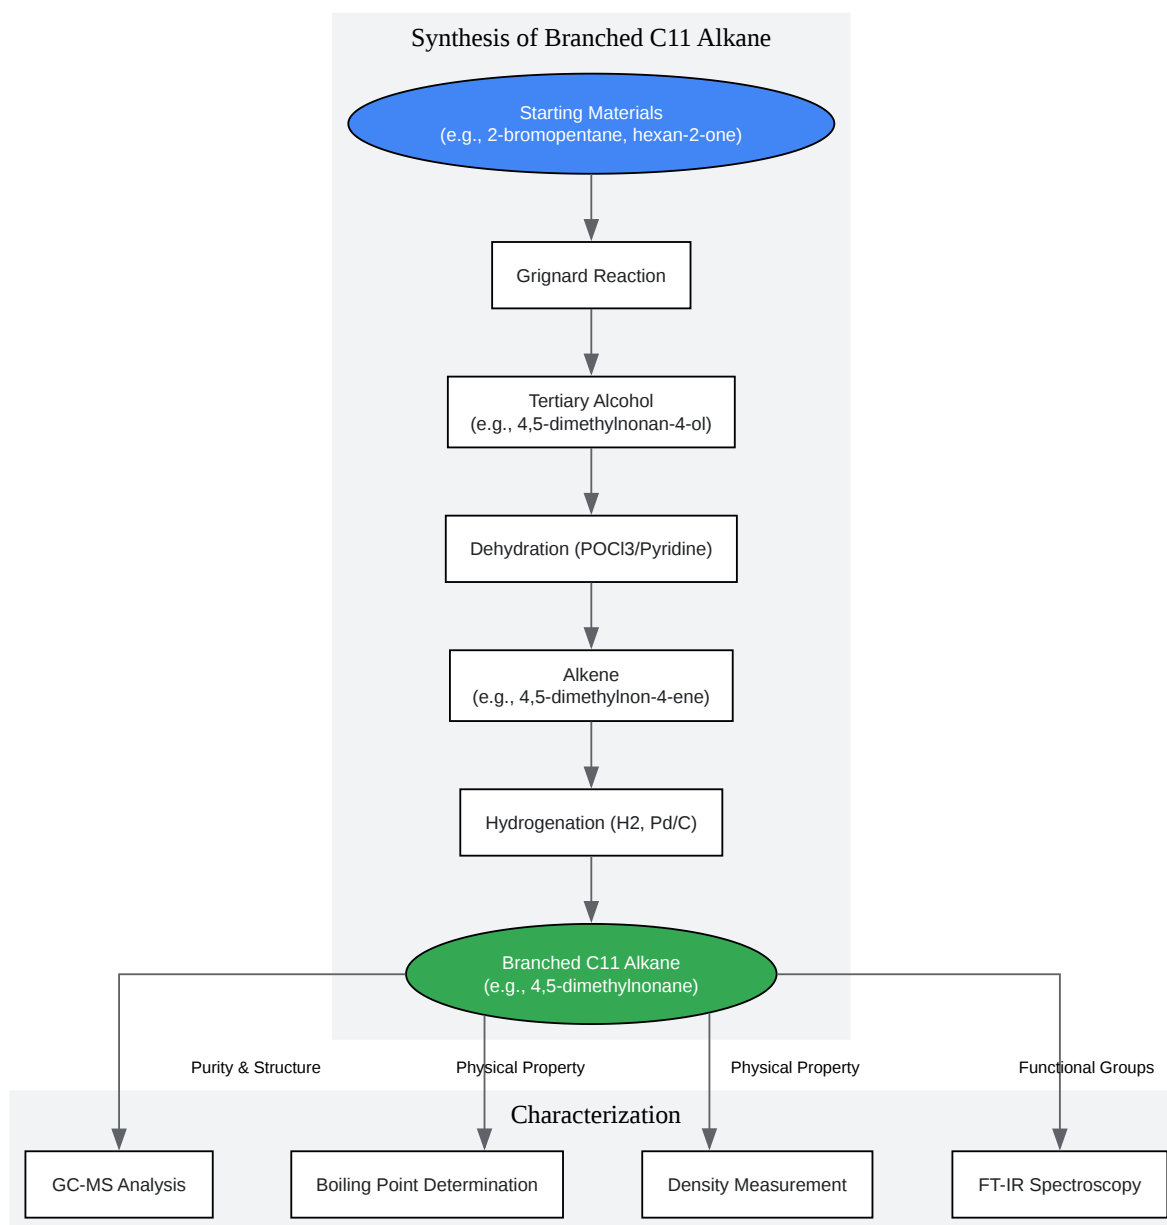 Synthesis of Branched C11 Alkane
Starting Materials
(e.g., 2-bromopentane, hexan-2-one)
Grignard Reaction
Tertiary Alcohol
(e.g., 4,5-dimethylnonan-4-ol)
Dehydration (POCl3/Pyridine)
Alkene
(e.g., 4,5-dimethylnon-4-ene)
Hydrogenation (H2, Pd/C)
Branched C11 Alkane
(e.g., 4,5-dimethylnonane)
Purity & Structure
Physical Property
Physical Property
Functional Groups
Characterization
GC-MS Analysis
Boiling Point Determination
Density Measurement
FT-IR Spectroscopy